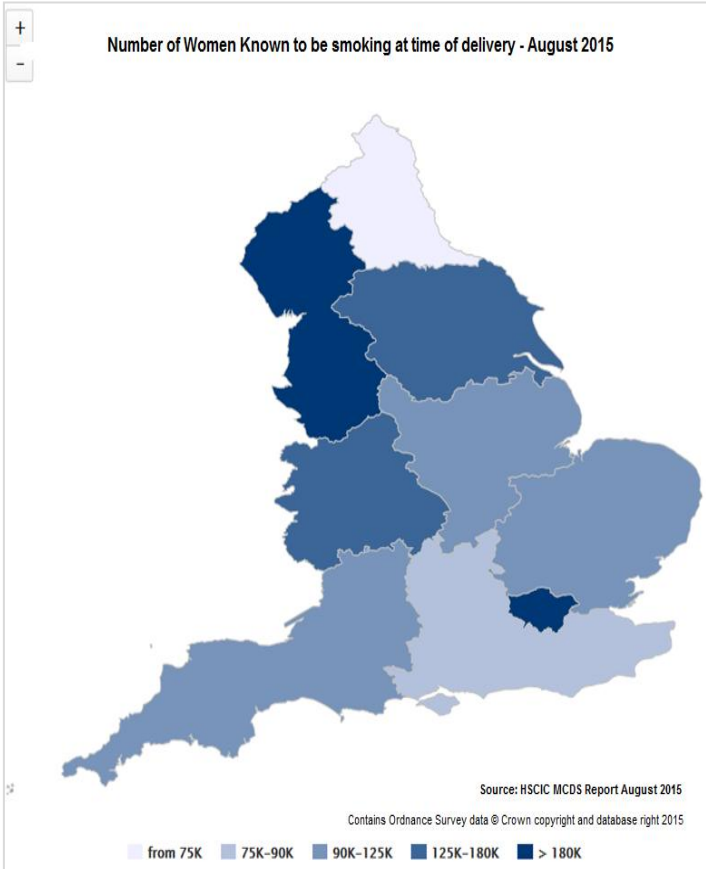 +
-
Number of Women Known to be smoking at time of delivery - August 2015
Source: HSCIC MCDS Report August 2015
Contains Ordnance Survey data © Crown copyright and database right 2015
from 75K 75K-90K 90K-125K 125K-180K > 180K